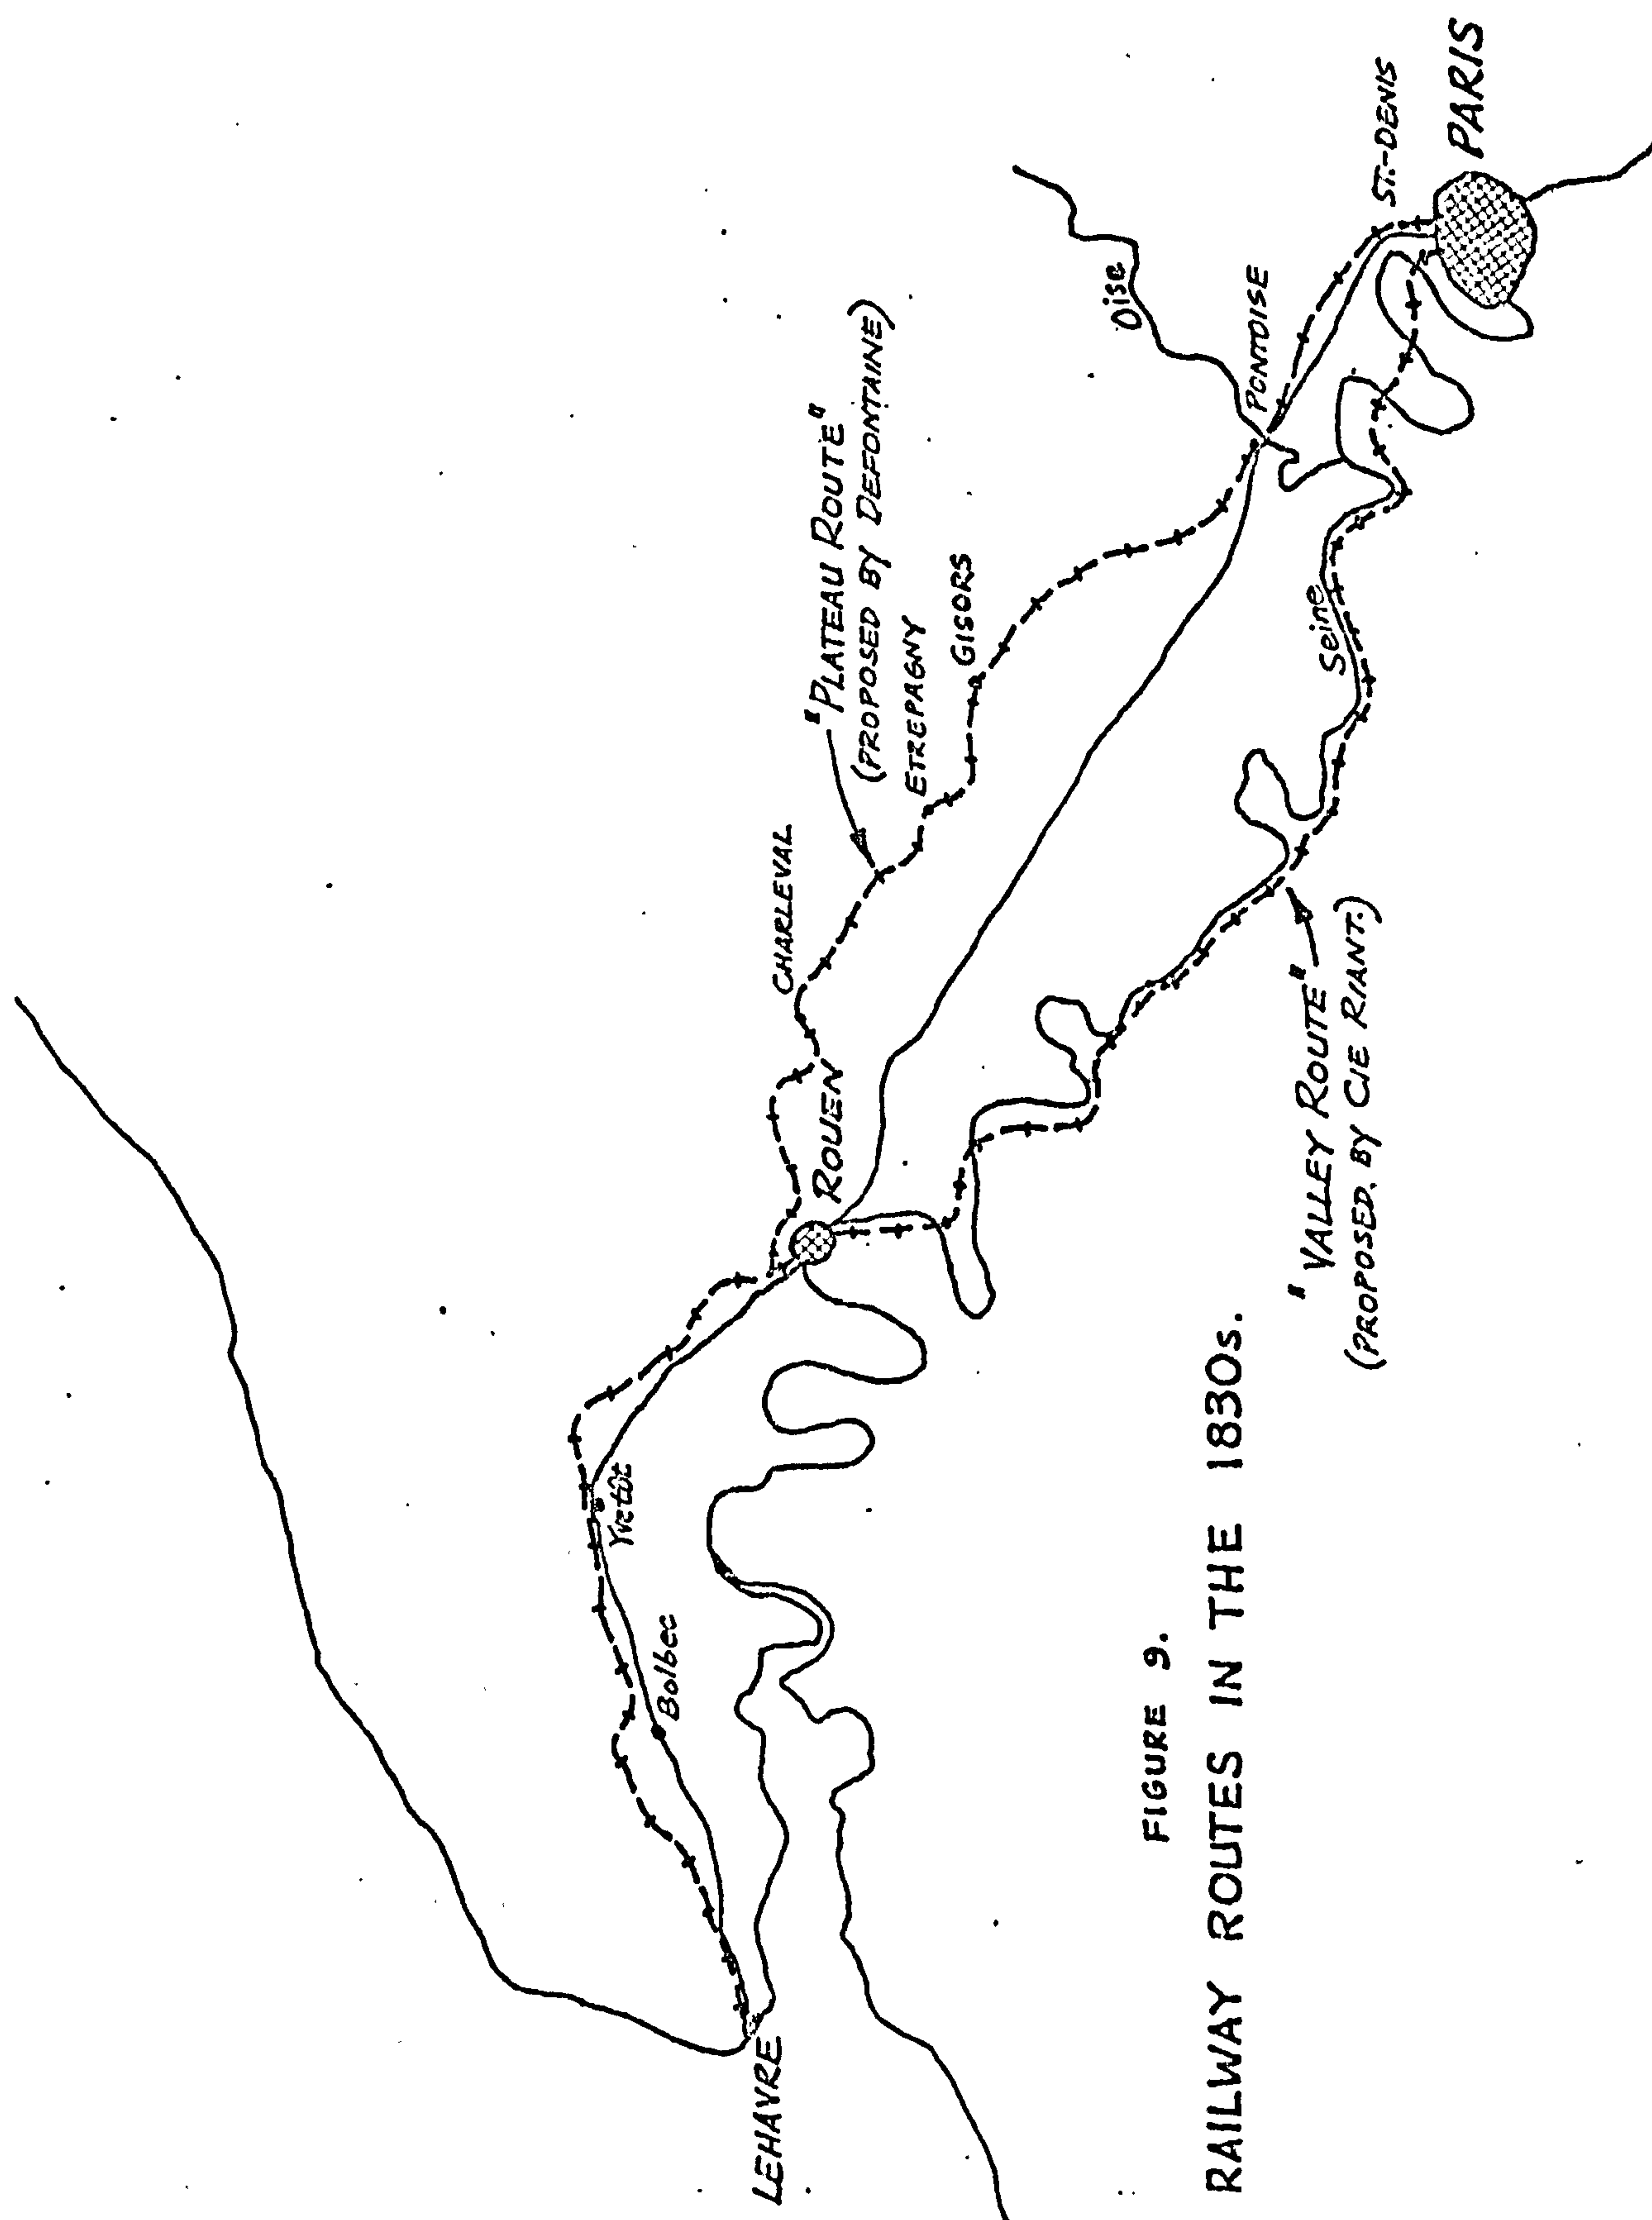 LEHAVRE
Bolbec
Yvetôt
ROUEN
CHARLEVAL
"PLATEAU ROUTE"
(PROPOSED BY DEFONTAINE)
ETREPAGNY
GISORS
Oise
PONTOISE
ST.-DENIS
PARIS
Seine
"VALLEY ROUTE"
(PROPOSED. BY CIE RIANT.)
FIGURE 9.
RAILWAY ROUTES IN THE 1830s.